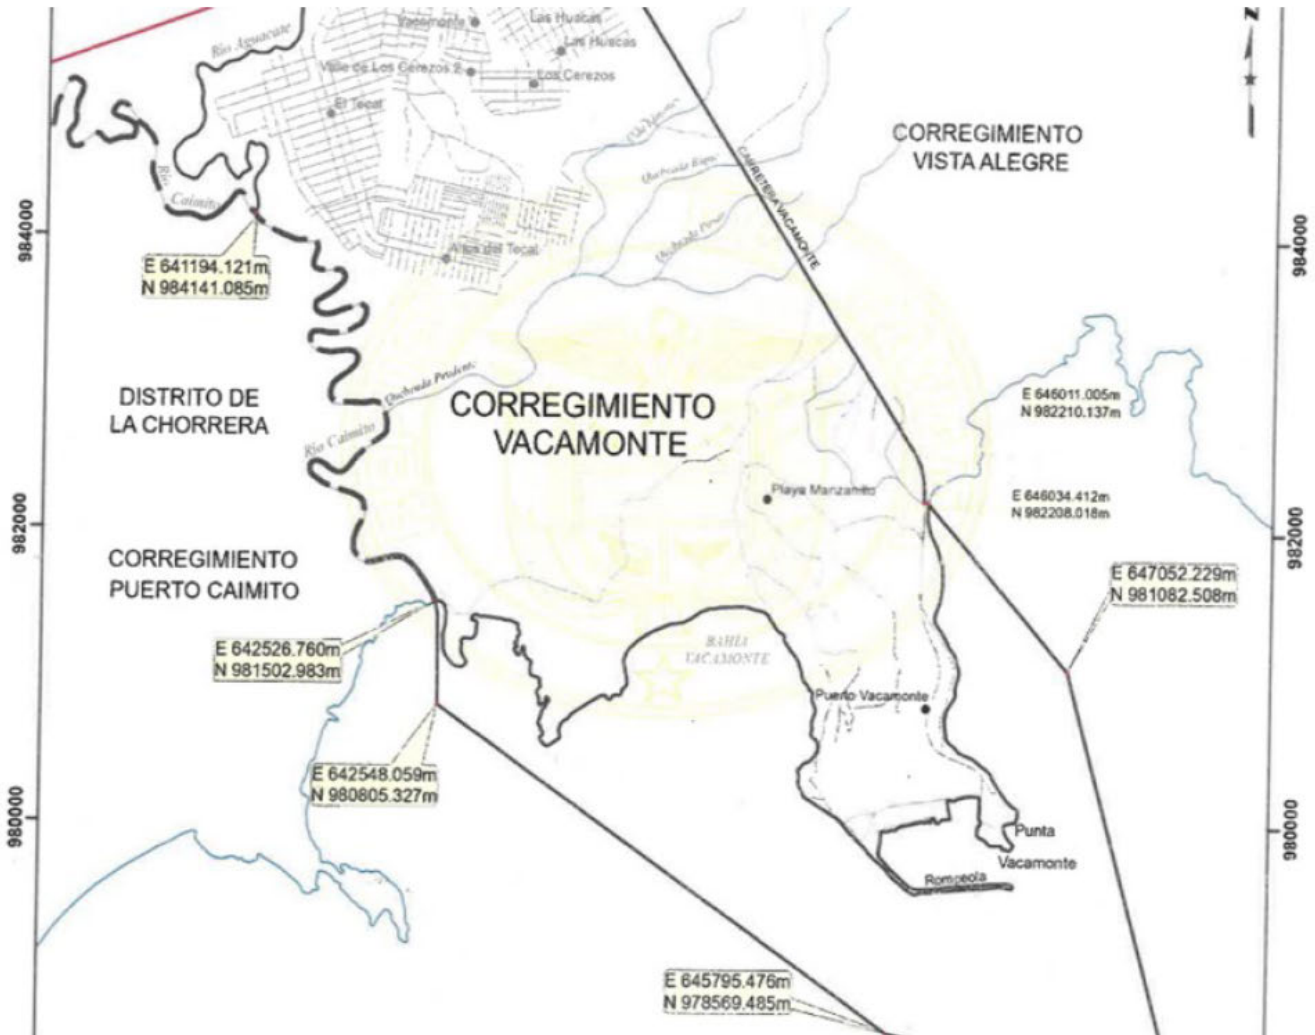 Z
Río Aguacate
Vacamonte
Las Huacas
Las Huacas
Valle de Los Cerezos 2
Los Cerezos
El Tecal
CORREGIMIENTO
VISTA ALEGRE
CARRETERA VACAMONTE
Río
Caimito
984000
984000
E 641194.121m
N 984141.085m
Altos del Tecal
Quebrada Prudente
DISTRITO DE
LA CHORRERA
CORREGIMIENTO
VACAMONTE
E 646011.005m
N 982210.137m
Río Caimito
Playa Manzanillo
E 646034.412m
N 982208.018m
982000
982000
CORREGIMIENTO
PUERTO CAIMITO
E 647052.229m
N 981082.508m
E 642526.760m
N 981502.983m
BAHIA
VACAMONTE
Puerto Vacamonte
E 642548.059m
N 980805.327m
980000
980000
Punta
Vacamonte
Rompeola
E 645795.476m
N 978569.485m